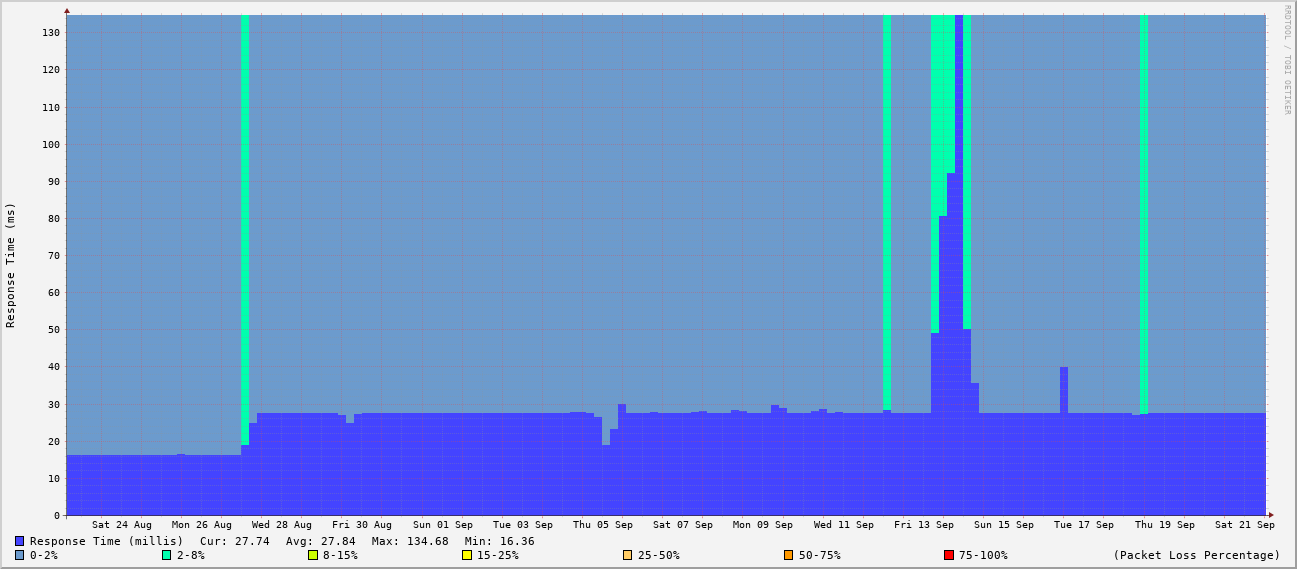 RRDTOOL / TOBI OETIKER
Response Time (ms)
130
120
110
100
90
80
70
60
50
40
30
20
10
0
Sat 24 Aug Mon 26 Aug Wed 28 Aug Fri 30 Aug Sun 01 Sep Tue 03 Sep Thu 05 Sep Sat 07 Sep Mon 09 Sep Wed 11 Sep Fri 13 Sep Sun 15 Sep Tue 17 Sep Thu 19 Sep Sat 21 Sep
Response Time (millis) Cur: 27.74 Avg: 27.84 Max: 134.68 Min: 16.36
0-2% 2-8% 8-15% 15-25% 25-50% 50-75% 75-100% (Packet Loss Percentage)